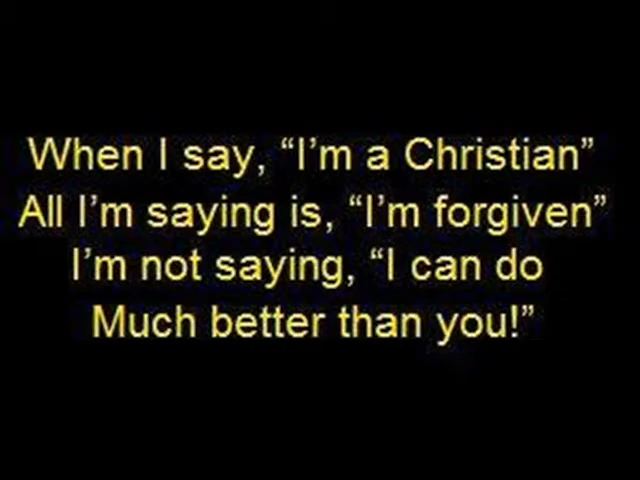 When I say, “I’m a Christian”
All I’m saying is, “I’m forgiven”
I’m not saying, “I can do
Much better than you!”